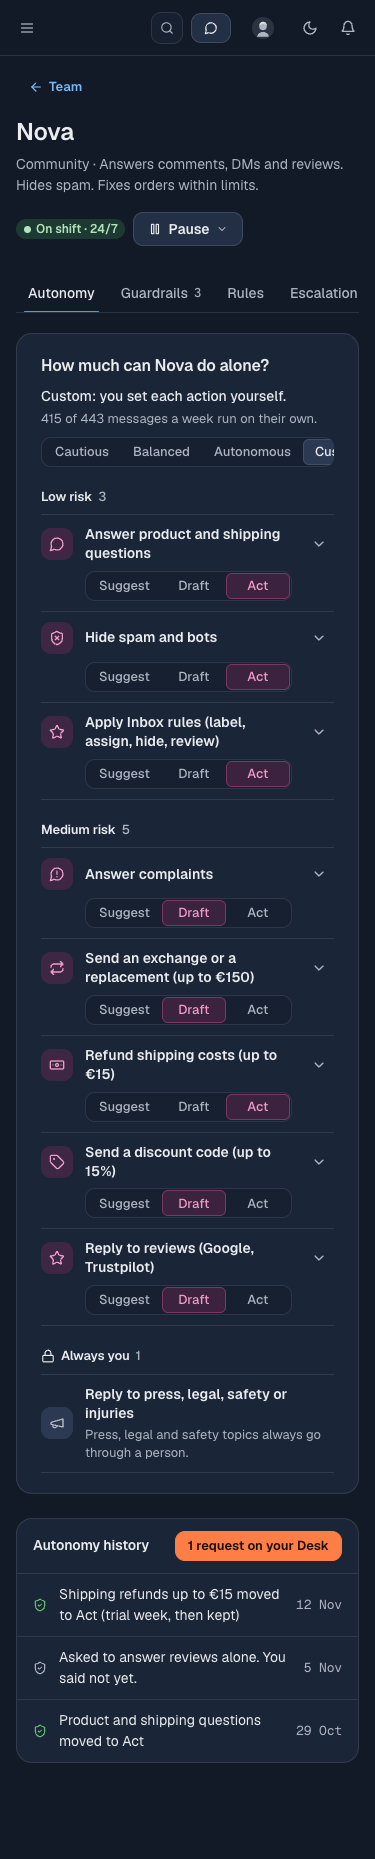 Team
Nova
Community · Answers comments, DMs and reviews.
Hides spam. Fixes orders within limits.
On shift · 24/7
Pause
Autonomy Guardrails 3 Rules Escalation
How much can Nova do alone?
Custom: you set each action yourself.
415 of 443 messages a week run on their own.
Cautious Balanced Autonomous Cus
Low risk 3
Answer product and shipping
questions
Suggest Draft Act
Hide spam and bots
Suggest Draft Act
Apply Inbox rules (label,
assign, hide, review)
Suggest Draft Act
Medium risk 5
Answer complaints
Suggest Draft Act
Send an exchange or a
replacement (up to €150)
Suggest Draft Act
Refund shipping costs (up to
€15)
Suggest Draft Act
Send a discount code (up to
15%)
Suggest Draft Act
Reply to reviews (Google,
Trustpilot)
Suggest Draft Act
Always you 1
Reply to press, legal, safety or
injuries
Press, legal and safety topics always go
through a person.
Autonomy history
1 request on your Desk
Shipping refunds up to €15 moved
to Act (trial week, then kept)
12 Nov
Asked to answer reviews alone. You
said not yet.
5 Nov
Product and shipping questions
moved to Act
29 Oct